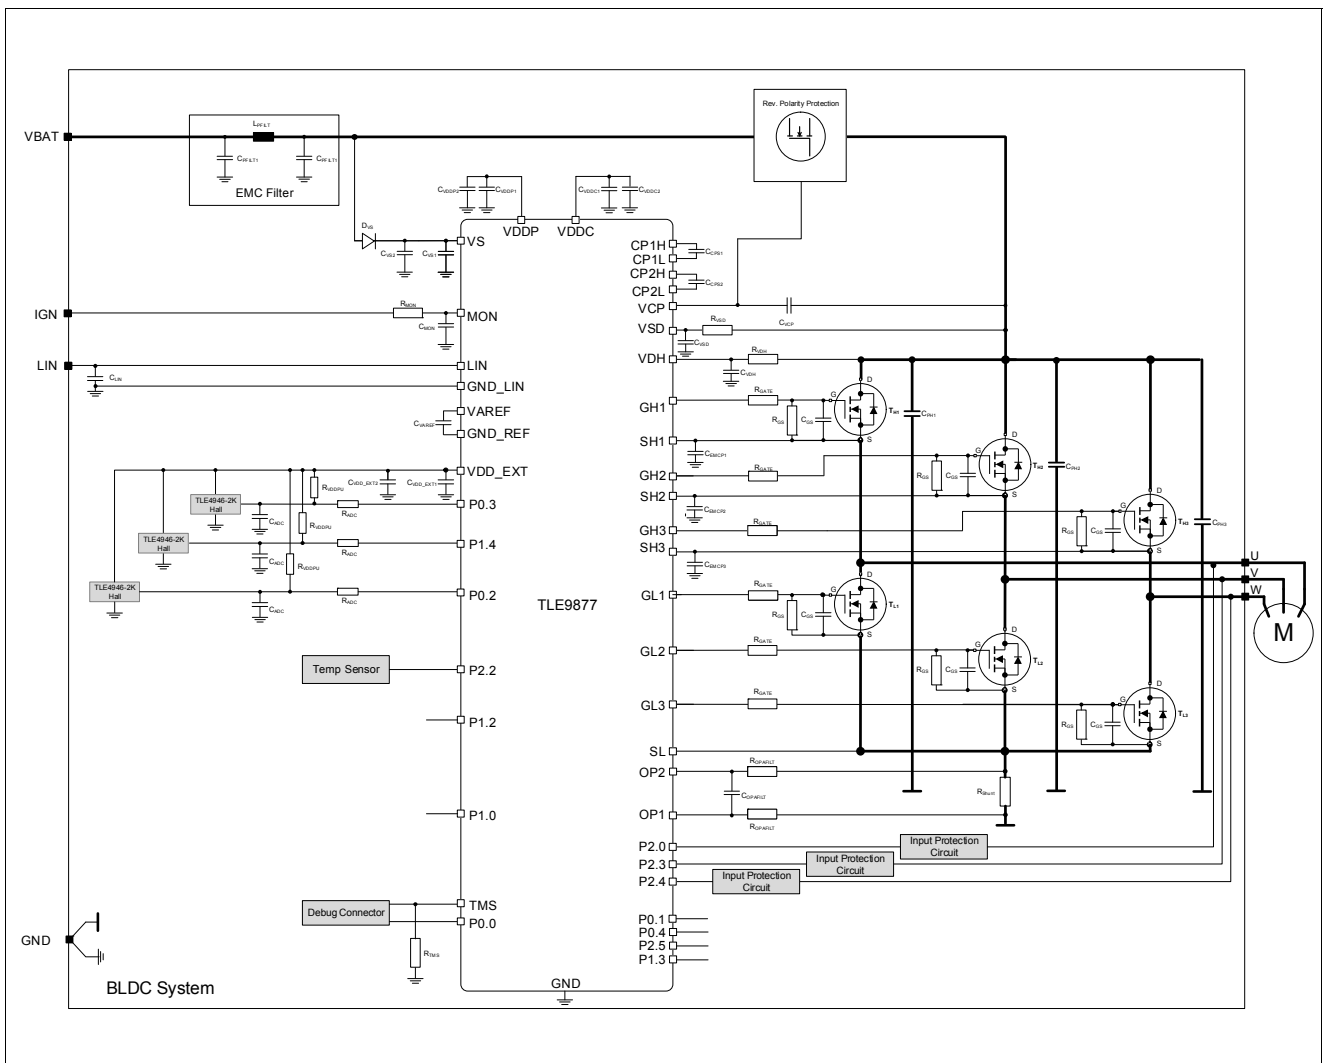 Rev. Polarity Protection
VBAT
LPFILT
CPFILT1
CPFILT1
EMC Filter
CVDDP2
CVDDP1
CVDDC1
CVDDC2
VDDP
VDDC
DVS
VS
CVS2
CVS1
CP1H
CCPS1
CP1L
CP2H
CCPS2
CP2L
VCP
CVCP
IGN
RMON
MON
CMON
VSD
RVSD
CVSD
LIN
CLIN
LIN
GND_LIN
VDH
RVDH
CVDH
VAREF
CVAREF
GND_REF
GH1
RGATE
RGS
CGS
G
D
S
TH1
CPH1
SH1
CEMCP1
GH2
RGATE
RGS
CGS
G
D
S
TH2
CPH2
SH2
CEMCP2
GH3
RGATE
RGS
CGS
G
D
S
TH3
CPH3
SH3
CEMCP3
VDD_EXT
CVDD_EXT2
CVDD_EXT1
RVDDPU
TLE4946-2K
Hall
CADC
RADC
P0.3
RVDDPU
TLE4946-2K
Hall
CADC
RADC
P1.4
RVDDPU
TLE4946-2K
Hall
CADC
RADC
P0.2
TLE9877
U
V
W
M
GL1
RGATE
RGS
CGS
G
D
S
TL1
GL2
RGATE
RGS
CGS
G
D
S
TL2
GL3
RGATE
RGS
CGS
G
D
S
TL3
Temp Sensor
P2.2
P1.2
P1.0
SL
OP2
ROPAFILT
COPAFILT
RShunt
OP1
ROPAFILT
P2.0
Input Protection
Circuit
P2.3
Input Protection
Circuit
P2.4
Input Protection
Circuit
Debug Connector
TMS
P0.0
RTMS
P0.1
P0.4
P2.5
P1.3
GND
GND
BLDC System